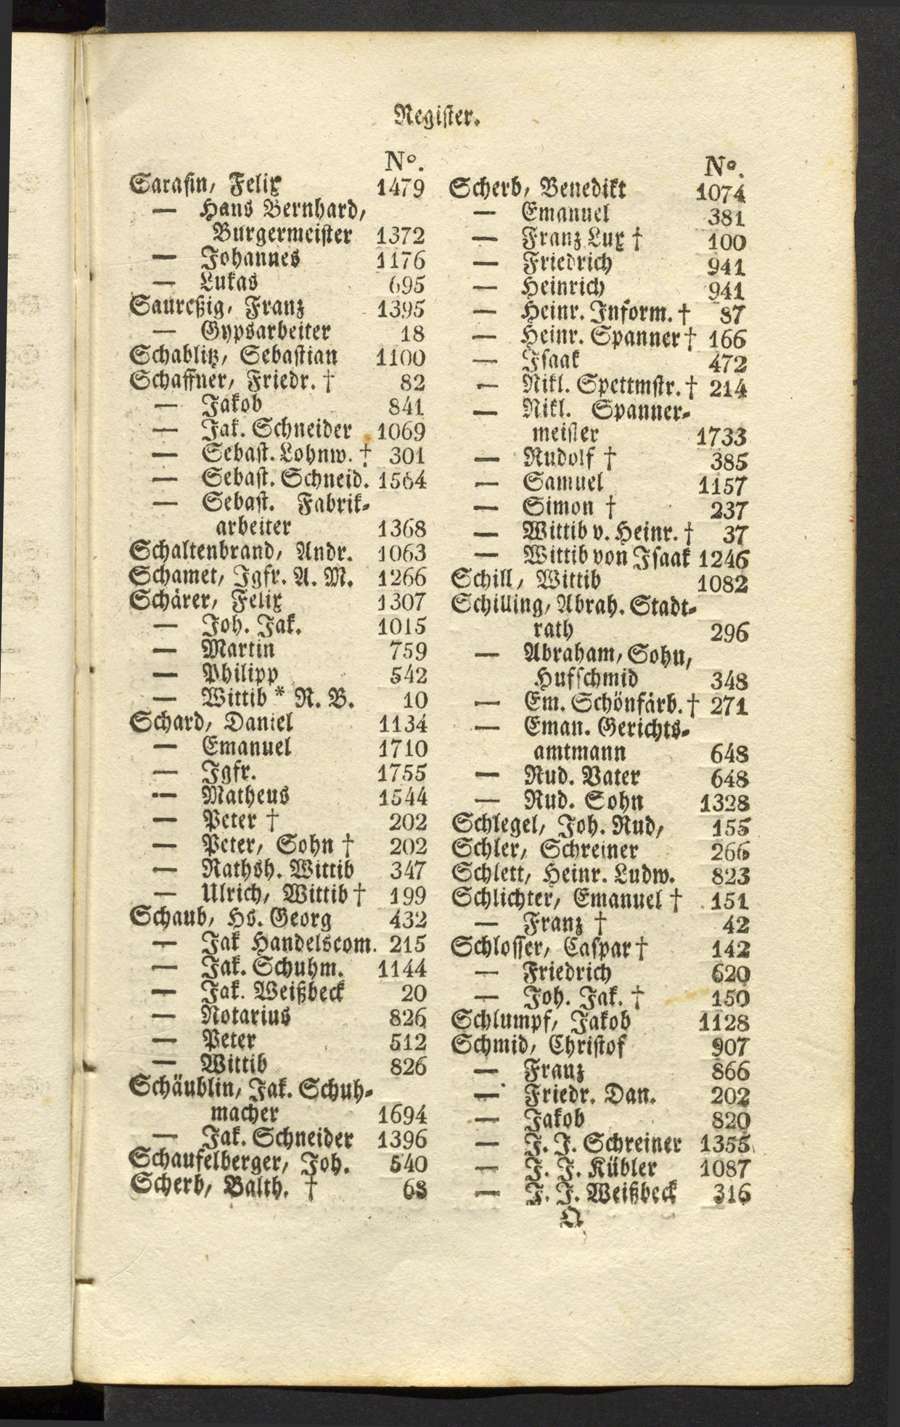 Register.
No.
Sarasin, Felix 1479
— Hans Bernhard,
Burgermeister 1372
— Johannes 1176
— Lukas 695
Saureßig, Franz 1395
— Gypsarbeiter 18
Schablitz, Sebastian 1100
Schaffner, Friedr. † 82
— Jakob 841
— Jak. Schneider 1069
— Sebast. Lohnw. † 301
— Sebast. Schneid. 1564
— Sebast. Fabrik-
arbeiter 1368
Schaltenbrand, Andr. 1063
Schamet, Jgfr. A. M. 1266
Schärer, Felix 1307
— Joh. Jak. 1015
— Martin 759
— Philipp 542
— Wittib * N. B. 10
Schard, Daniel 1134
— Emanuel 1710
— Jgfr. 1755
— Matheus 1544
— Peter † 202
— Peter, Sohn † 202
— Rathsh. Wittib 347
— Ulrich, Wittib † 199
Schaub, Hs. Georg 432
— Jak Handelscom. 215
— Jak. Schuhm. 1144
— Jak. Weißbeck 20
— Notarius 826
— Peter 512
— Wittib 826
Schäublin, Jak. Schuh-
macher 1694
— Jak. Schneider 1396
Schaufelberger, Joh. 540
Scherb, Balth. † 68
No.
Scherb, Benedikt 1074
— Emanuel 381
— Franz Lux † 100
— Friedrich 941
— Heinrich 941
— Heinr. Inform. † 87
— Heinr. Spanner † 166
— Isaak 472
— Nikl. Spettmstr. † 214
— Nikl. Spanner-
meister 1733
— Rudolf † 385
— Samuel 1157
— Simon † 237
— Wittib v. Heinr. † 37
— Wittib von Isaak 1246
Schill, Wittib 1082
Schilling, Abrah. Stadt-
rath 296
— Abraham, Sohn,
Hufschmid 348
— Em. Schönfärb. † 271
— Eman. Gerichts-
amtmann 648
— Rud. Vater 648
— Rud. Sohn 1328
Schlegel, Joh. Rud, 155
Schler, Schreiner 266
Schlett, Heinr. Ludw. 823
Schlichter, Emanuel † 151
— Franz † 42
Schlosser, Caspar † 142
— Friedrich 620
— Joh. Jak. † 150
Schlumpf, Jakob 1128
Schmid, Christof 907
— Franz 866
— Friedr. Dan. 202
— Jakob 820
— J. J. Schreiner 1355
— J. J. Kübler 1087
— J. J. Weißbeck 316
Q